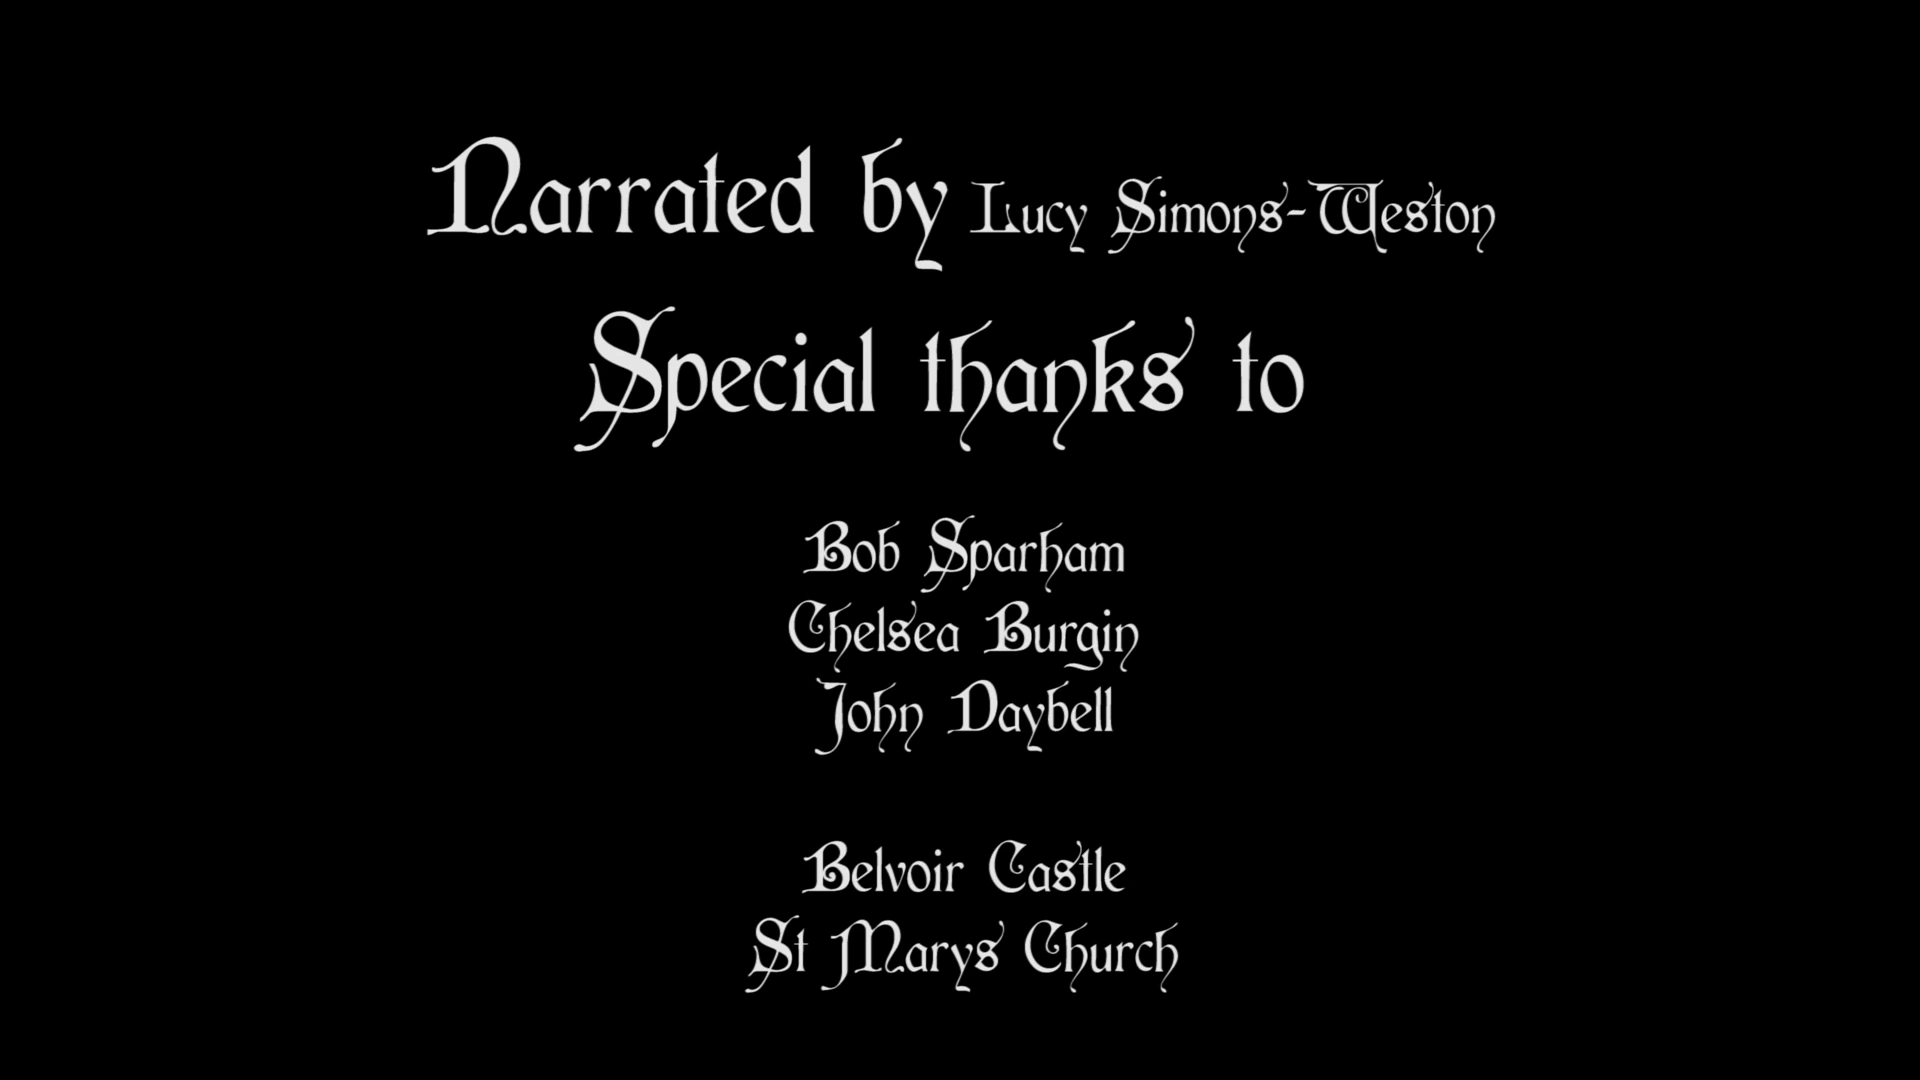 Narrated by Lucy Simons-Weston
Special thanks to
Bob Sparham
Chelsea Burgin
John Daybell
Belvoir Castle
St Marys Church